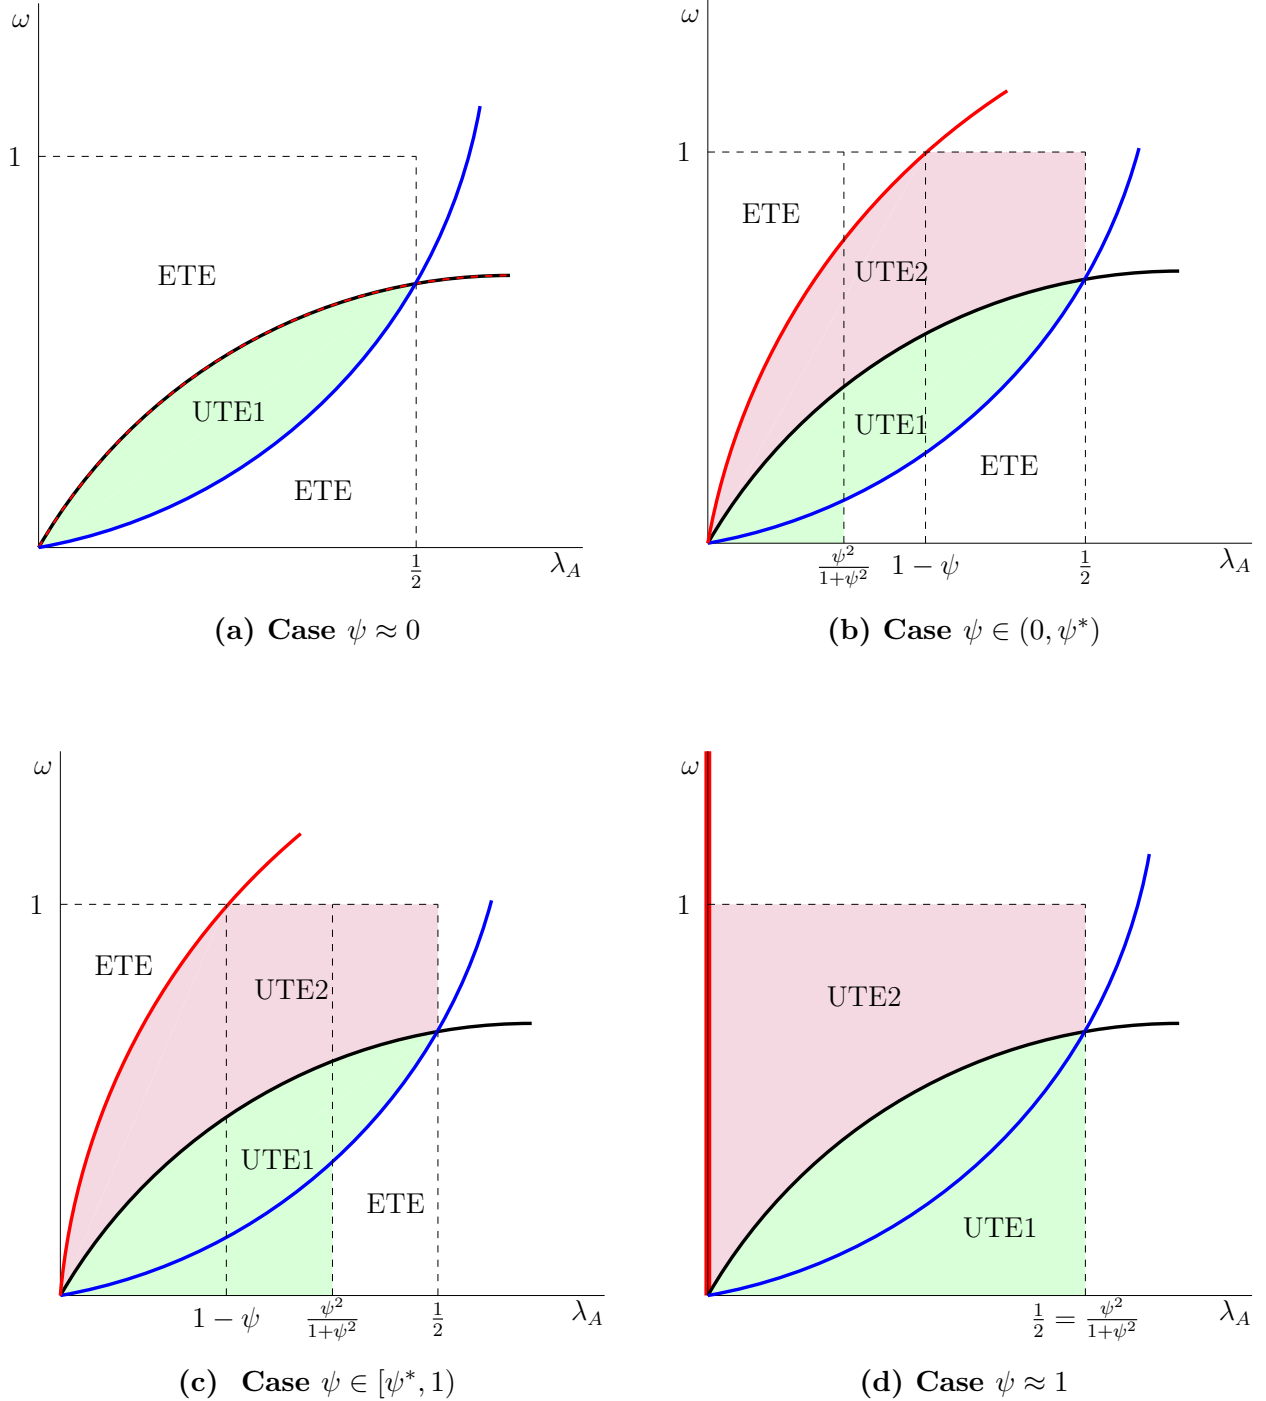 ω
1
ETE
UTE1
ETE
1/2
λ_A
(a) Case ψ ≈ 0
ω
1
ETE
UTE2
UTE1
ETE
ψ²/(1+ψ²)
1 − ψ
1/2
λ_A
(b) Case ψ ∈ (0, ψ*)
ω
1
ETE
UTE2
UTE1
ETE
1 − ψ
ψ²/(1+ψ²)
1/2
λ_A
(c) Case ψ ∈ [ψ*, 1)
ω
1
UTE2
UTE1
1/2 = ψ²/(1+ψ²)
λ_A
(d) Case ψ ≈ 1